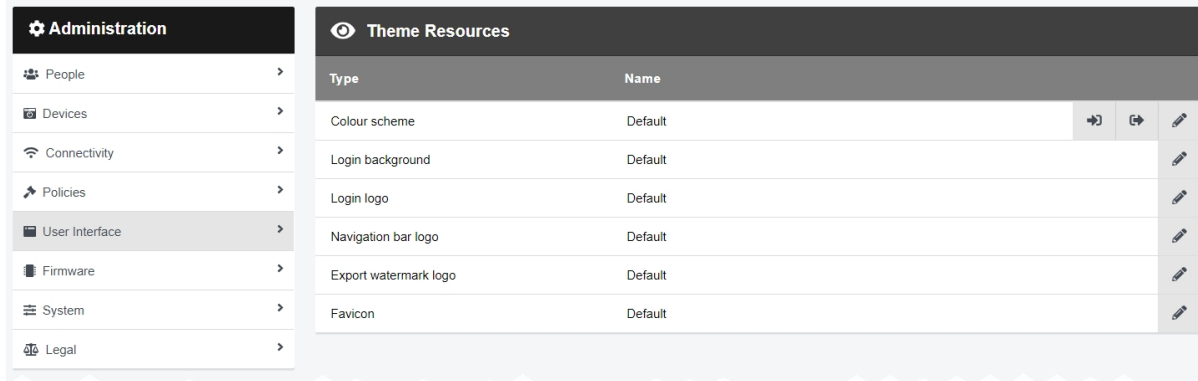 Administration
People
Devices
Connectivity
Policies
User Interface
Firmware
System
Legal
Theme Resources
Type Name
Colour scheme Default
Login background Default
Login logo Default
Navigation bar logo Default
Export watermark logo Default
Favicon Default